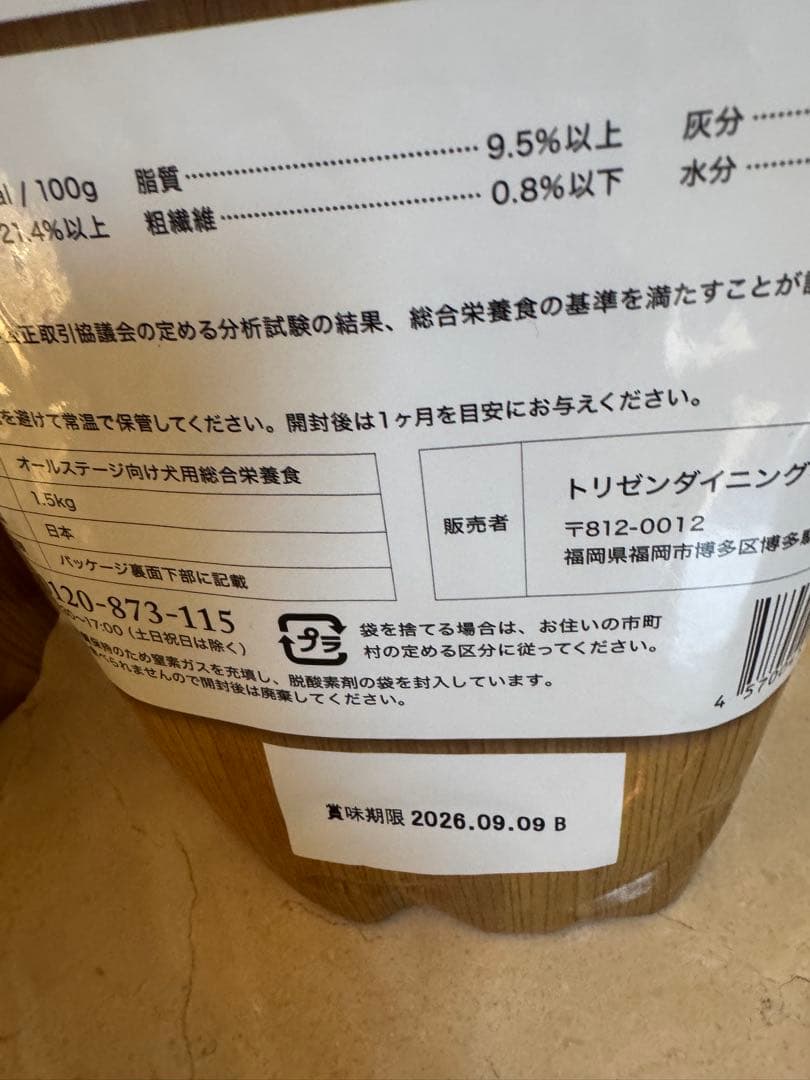 al / 100g 脂質 9.5%以上 灰分
21.4%以上 粗繊維 0.8%以下 水分
正取引協議会の定める分析試験の結果、総合栄養食の基準を満たすことが
を避けて常温で保管してください。開封後は1ヶ月を目安にお与えください。
オールステージ向け犬用総合栄養食
1.5kg
日本
パッケージ裏面下部に記載
販売者
トリゼンダイニング
〒812-0012
福岡県福岡市博多区博多
120-873-115
~17:00(土日祝日は除く)
保持のため窒素ガスを充填し、脱酸素剤の袋を封入しています。
べられませんので開封後は廃棄してください。
プラ
袋を捨てる場合は、お住いの市町
村の定める区分に従ってください。
4 570
賞味期限 2026.09.09 B